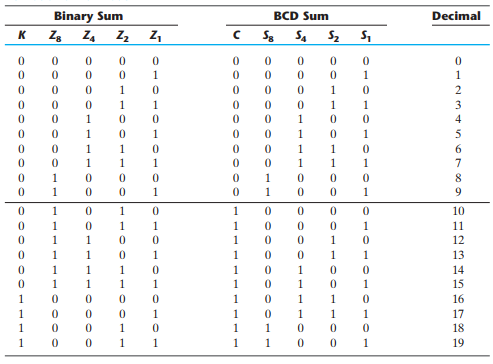 Binary Sum BCD Sum Decimal
K Z8 Z4 Z2 Z1 C S8 S4 S2 S1
0 0 0 0 0 0 0 0 0 0 0
0 0 0 0 1 0 0 0 0 1 1
0 0 0 1 0 0 0 0 1 0 2
0 0 0 1 1 0 0 0 1 1 3
0 0 1 0 0 0 0 1 0 0 4
0 0 1 0 1 0 0 1 0 1 5
0 0 1 1 0 0 0 1 1 0 6
0 0 1 1 1 0 0 1 1 1 7
0 1 0 0 0 0 1 0 0 0 8
0 1 0 0 1 0 1 0 0 1 9
0 1 0 1 0 1 0 0 0 0 10
0 1 0 1 1 1 0 0 0 1 11
0 1 1 0 0 1 0 0 1 0 12
0 1 1 0 1 1 0 0 1 1 13
0 1 1 1 0 1 0 1 0 0 14
0 1 1 1 1 1 0 1 0 1 15
1 0 0 0 0 1 0 1 1 0 16
1 0 0 0 1 1 0 1 1 1 17
1 0 0 1 0 1 1 0 0 0 18
1 0 0 1 1 1 1 0 0 1 19